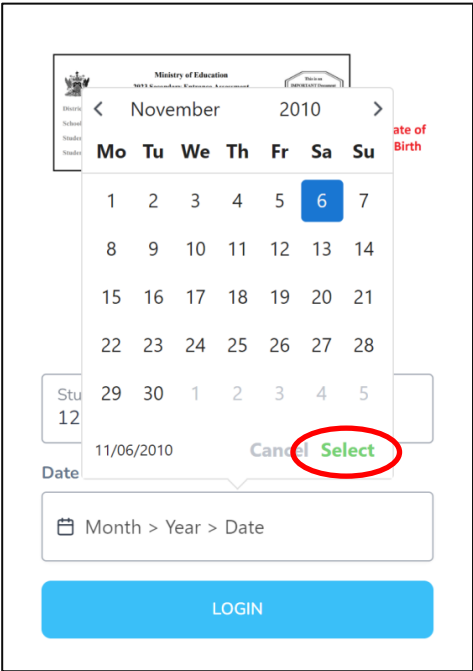 Ministry of Education
2023 Secondary Entrance Assessment
This is an
IMPORTANT Document
Distric
School
Studen
Studen
ate of
Birth
< November 2010 >
Mo Tu We Th Fr Sa Su
1 2 3 4 5 6 7
8 9 10 11 12 13 14
15 16 17 18 19 20 21
22 23 24 25 26 27 28
29 30 1 2 3 4 5
11/06/2010 Cancel Select
Stu
12
Date
Month > Year > Date
LOGIN